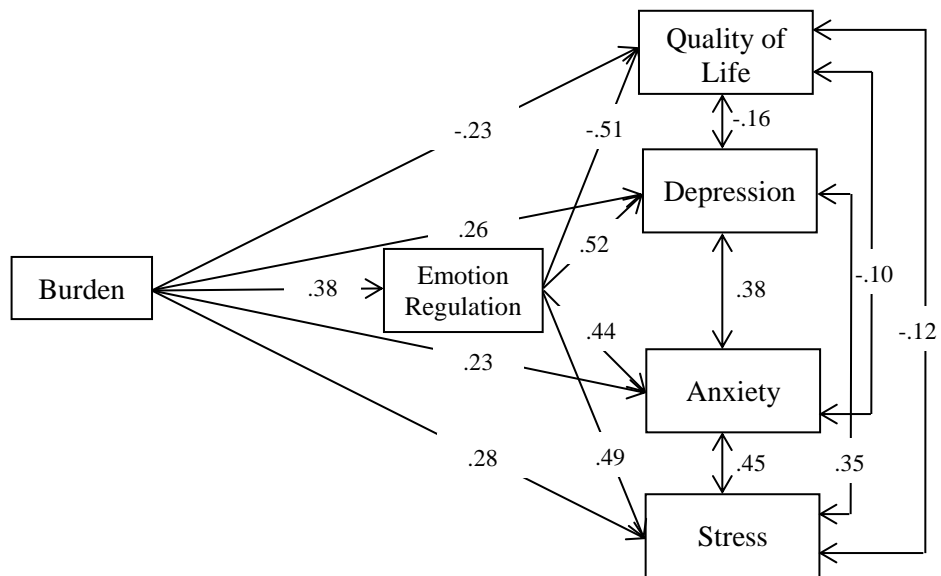 Quality of
Life
-.23
-.51
-.16
Depression
.26
.52
Burden
.38
Emotion
Regulation
.38
-.10
-.12
.44
.23
Anxiety
.28
.49
.45
.35
Stress